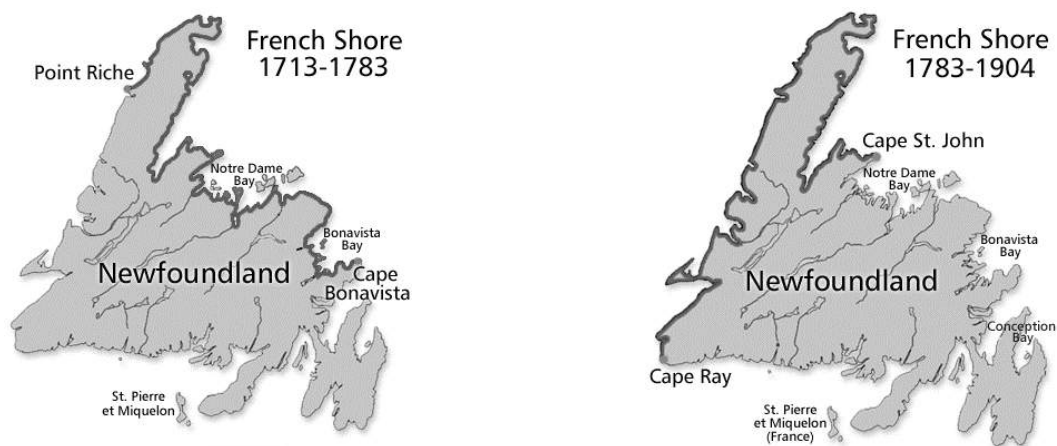 French Shore
1713-1783
Point Riche
Notre Dame
Bay
Bonavista
Bay
Newfoundland
Cape
Bonavista
St. Pierre
et Miquelon
French Shore
1783-1904
Cape St. John
Notre Dame
Bay
Bonavista
Bay
Newfoundland
Conception
Bay
Cape Ray
St. Pierre
et Miquelon
(France)